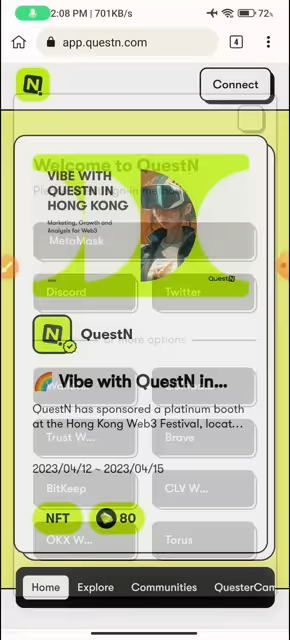 2:08 PM | 701KB/s
72%
app.questn.com
4
N
Connect
Welcome to QuestN
VIBE WITH
QUESTN IN
HONG KONG
Marketing, Growth and
Analysis for Web3
MetaMask
Discord
Twitter
QuestN
N
QuestN
or more options
🌈 Vibe with QuestN in...
QuestN has sponsored a platinum booth
at the Hong Kong Web3 Festival, locat...
Trust W...
Brave
2023/04/12 ~ 2023/04/15
BitKeep
CLV W...
NFT
80
OKX W...
Torus
Home
Explore
Communities
QuesterCam